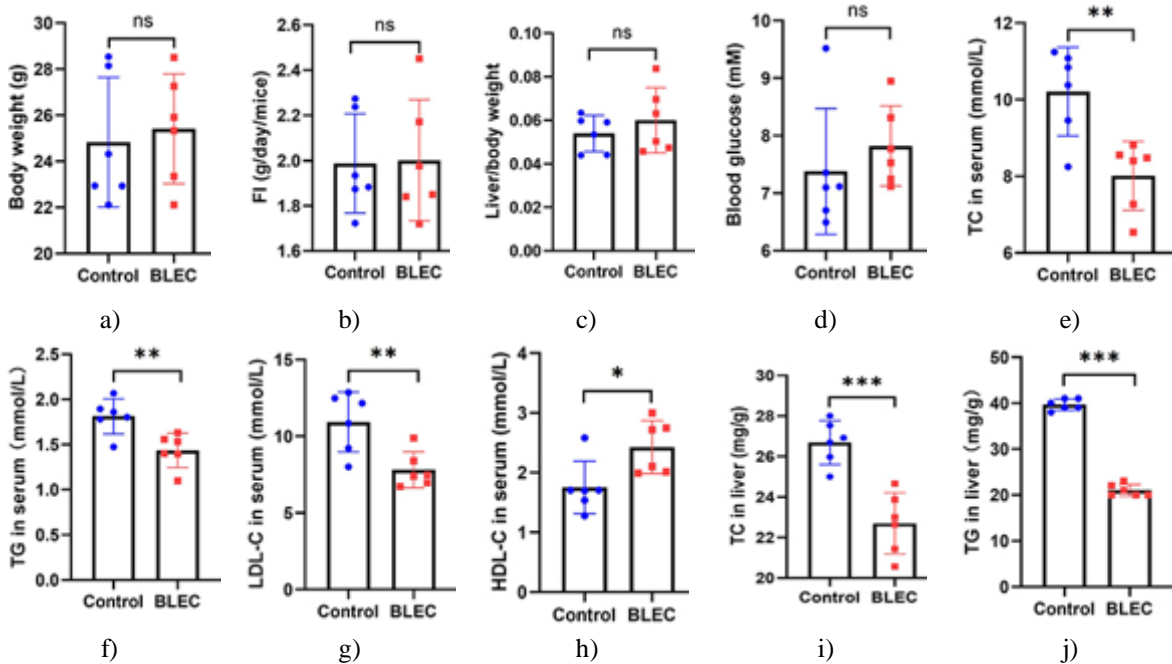 ns
Body weight (g)
30
28
26
24
22
20
Control BLEC
a)
ns
FI (g/day/mice)
2.6
2.4
2.2
2.0
1.8
1.6
Control BLEC
b)
ns
Liver/body weight
0.10
0.08
0.06
0.04
0.02
0.00
Control BLEC
c)
ns
Blood glucose (mM)
10
9
8
7
6
Control BLEC
d)
**
TC in serum (mmol/L)
12
10
8
6
Control BLEC
e)
**
TG in serum (mmol/L)
2.5
2.0
1.5
1.0
0.5
0.0
Control BLEC
f)
**
LDL-C in serum (mmol/L)
15
10
5
0
Control BLEC
g)
*
HDL-C in serum (mmol/L)
4
3
2
1
0
Control BLEC
h)
***
TC in liver (mg/g)
30
28
26
24
22
20
Control BLEC
i)
***
TG in liver (mg/g)
50
40
30
20
10
0
Control BLEC
j)